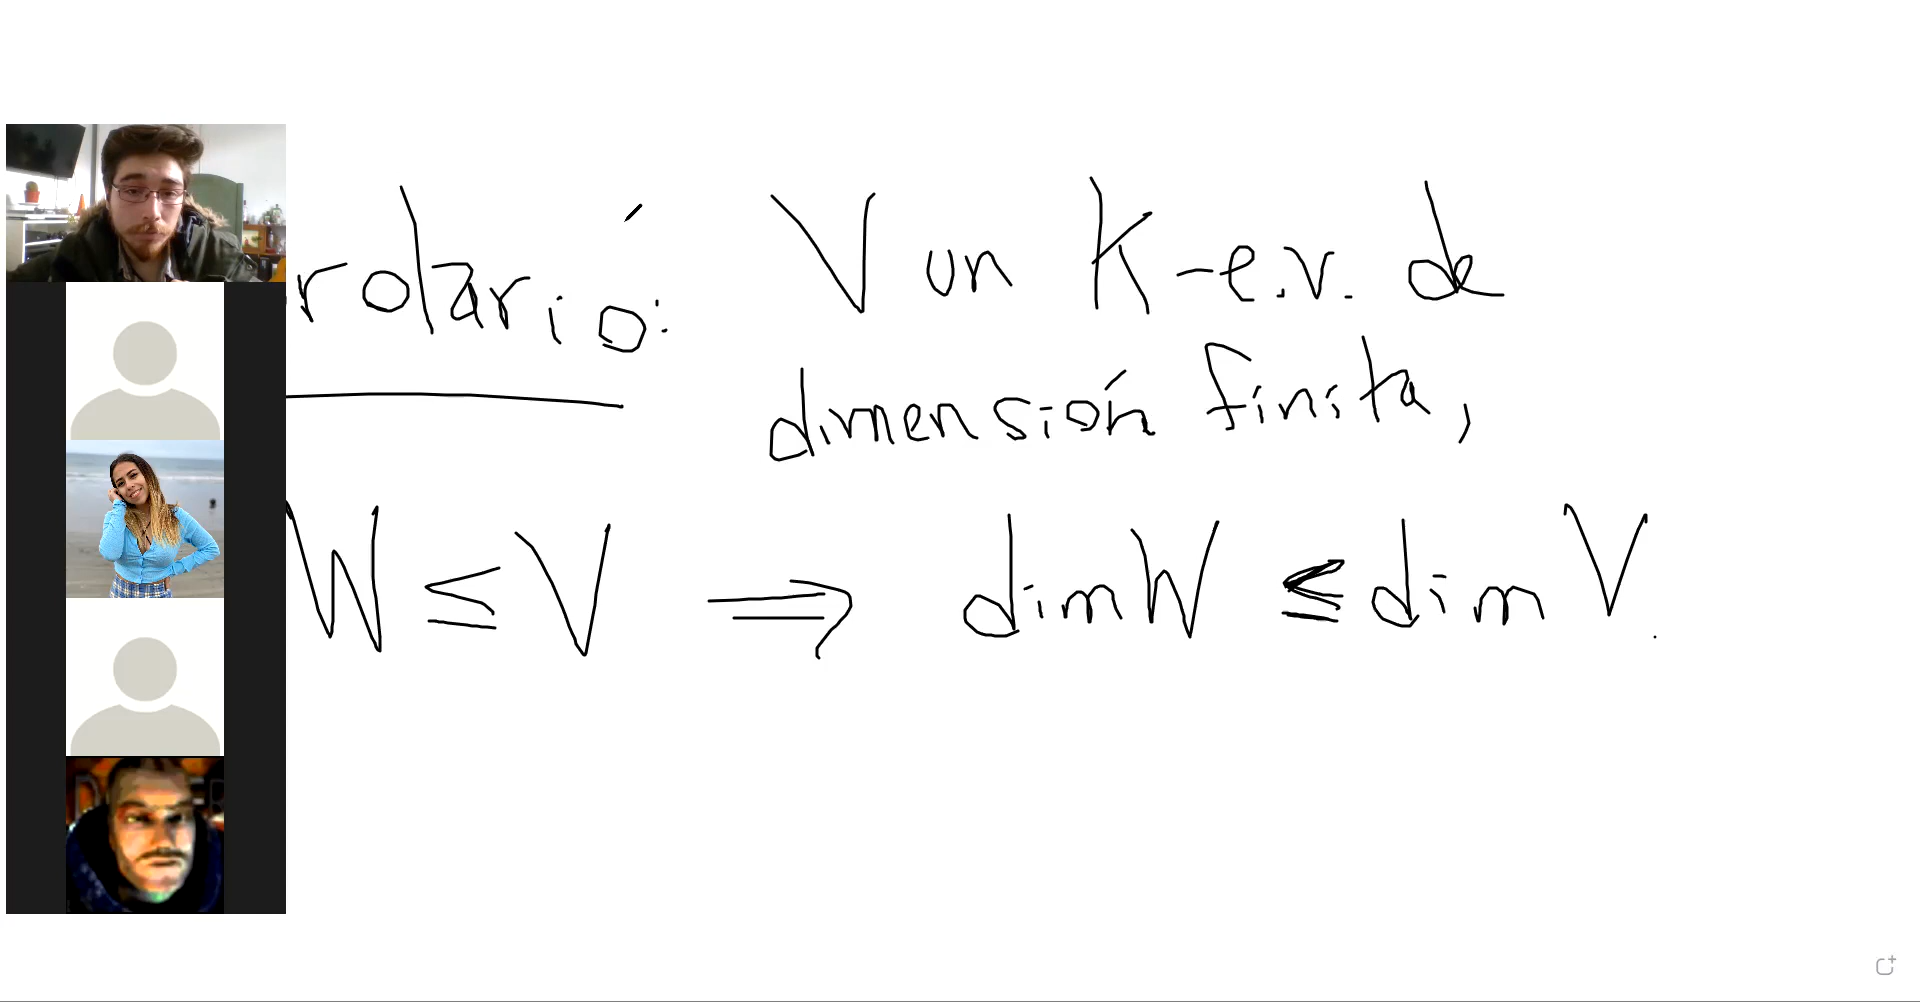 rolario: V un K-e.v. de
dimensión finita,
W ≤ V ⟹ dim W ≤ dim V.